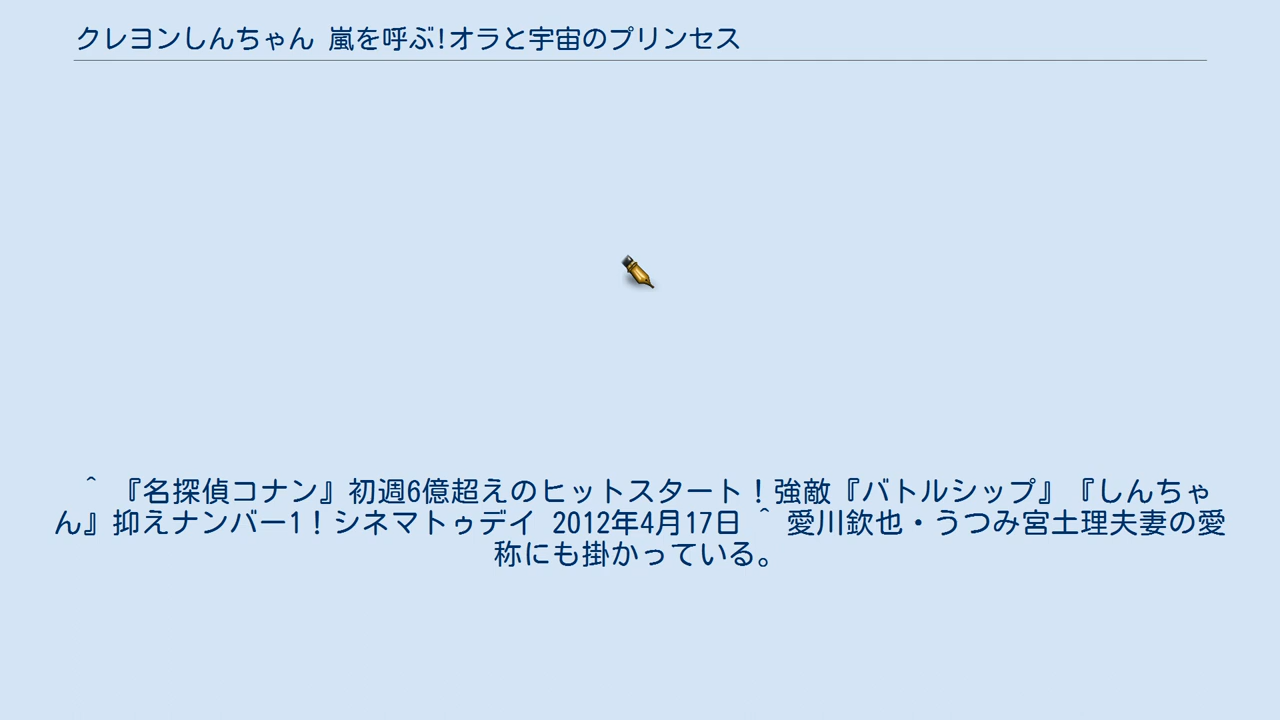 クレヨンしんちゃん 嵐を呼ぶ!オラと宇宙のプリンセス
^ 『名探偵コナン』初週6億超えのヒットスタート！強敵『バトルシップ』『しんちゃ
ん』抑えナンバー1！シネマトゥデイ 2012年4月17日 ^ 愛川欽也・うつみ宮土理夫妻の愛
称にも掛かっている。